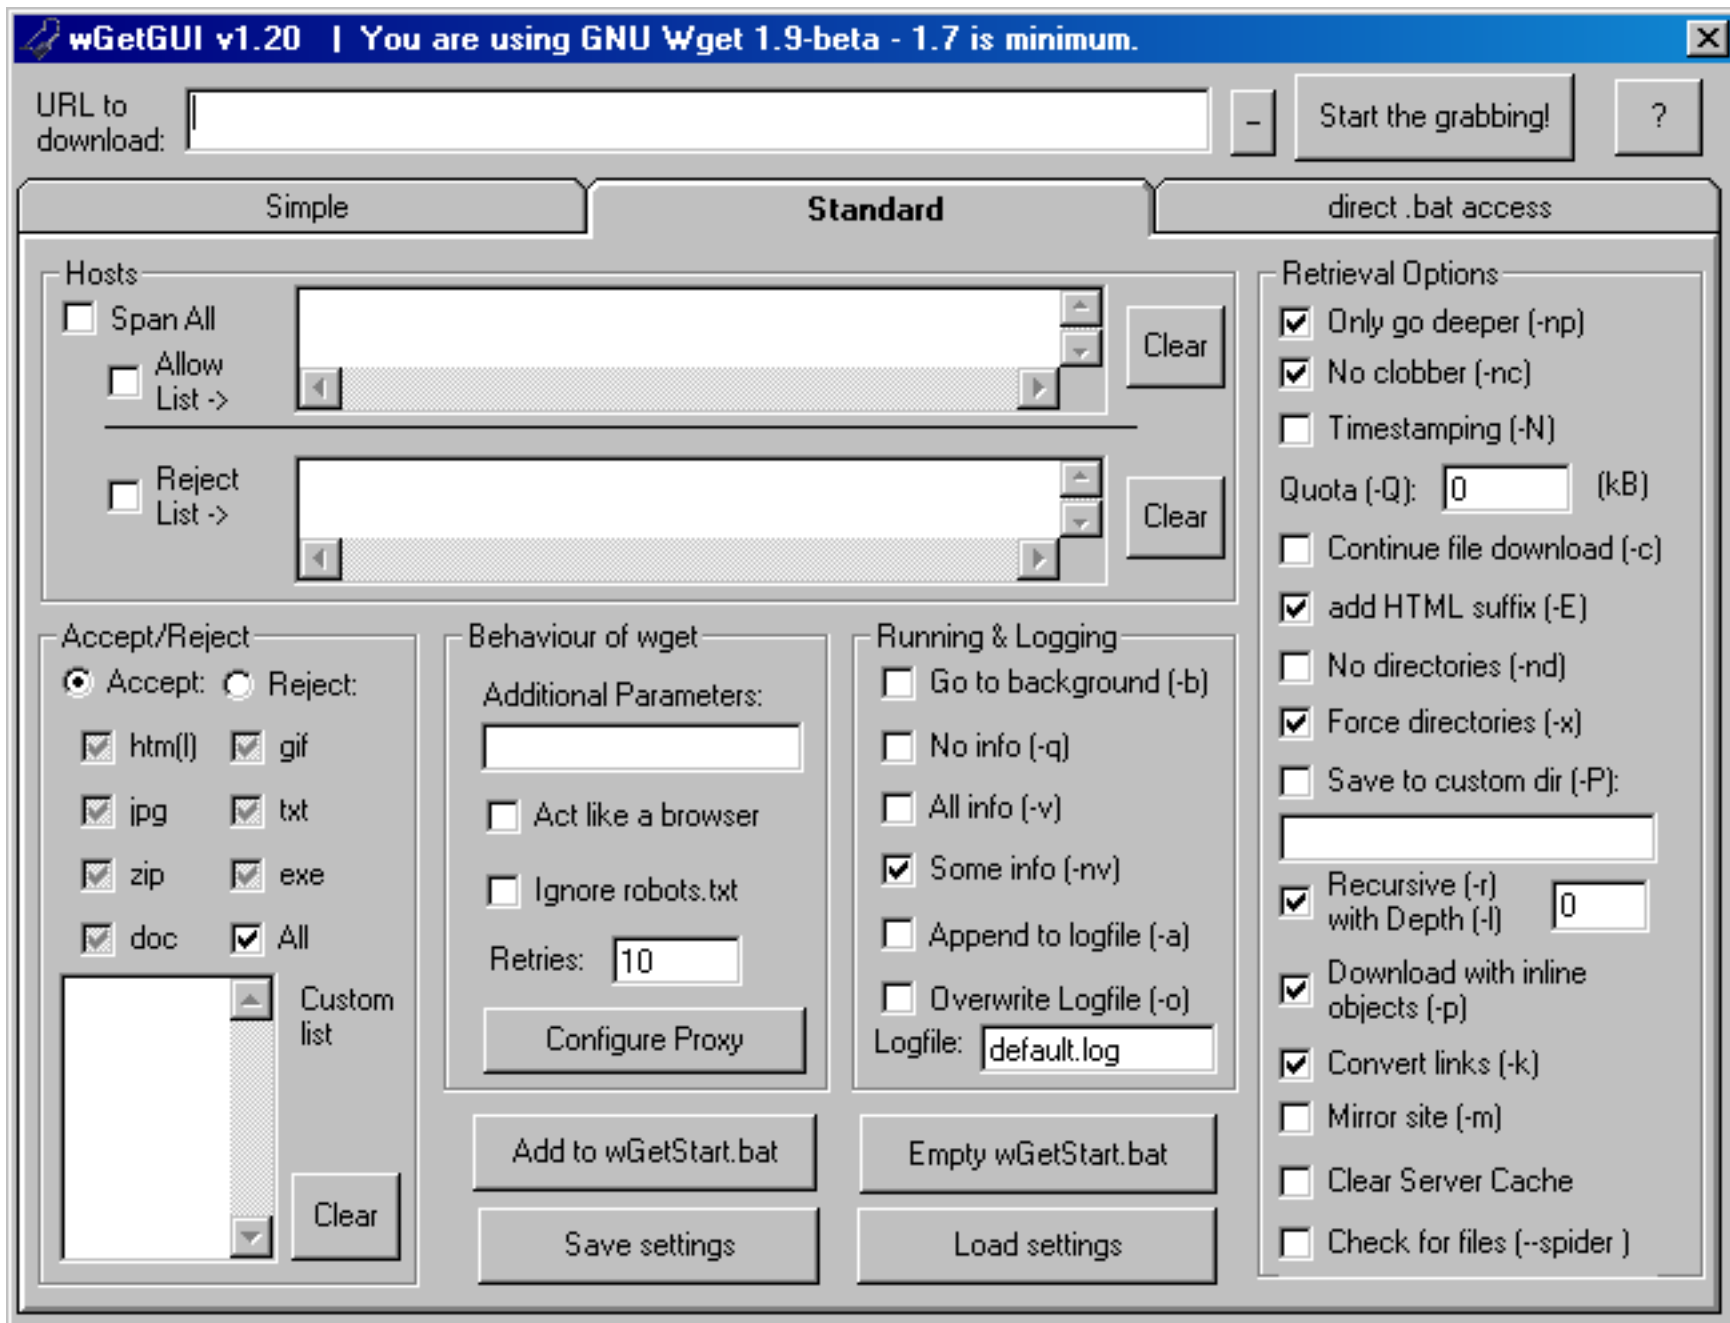 wGetGUI v1.20 | You are using GNU Wget 1.9-beta - 1.7 is minimum.
URL to
download:
-
Start the grabbing!
?
Simple
Standard
direct .bat access
Hosts
Span All
Allow
List ->
Clear
Reject
List ->
Clear
Accept/Reject
Accept:
Reject:
htm(l)
gif
jpg
txt
zip
exe
doc
All
Custom
list
Clear
Behaviour of wget
Additional Parameters:
Act like a browser
Ignore robots.txt
Retries: 10
Configure Proxy
Running & Logging
Go to background (-b)
No info (-q)
All info (-v)
Some info (-nv)
Append to logfile (-a)
Overwrite Logfile (-o)
Logfile: default.log
Add to wGetStart.bat
Empty wGetStart.bat
Save settings
Load settings
Retrieval Options
Only go deeper (-np)
No clobber (-nc)
Timestamping (-N)
Quota (-Q): 0 (kB)
Continue file download (-c)
add HTML suffix (-E)
No directories (-nd)
Force directories (-x)
Save to custom dir (-P):
Recursive (-r)
with Depth (-l) 0
Download with inline
objects (-p)
Convert links (-k)
Mirror site (-m)
Clear Server Cache
Check for files (--spider )